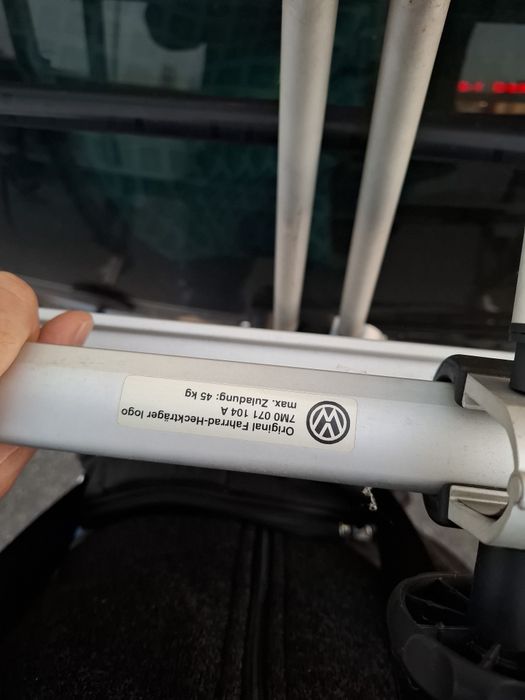 Original Fahrrad-Heckträger logo
7M0 071 104 A
max. Zuladung: 45 kg